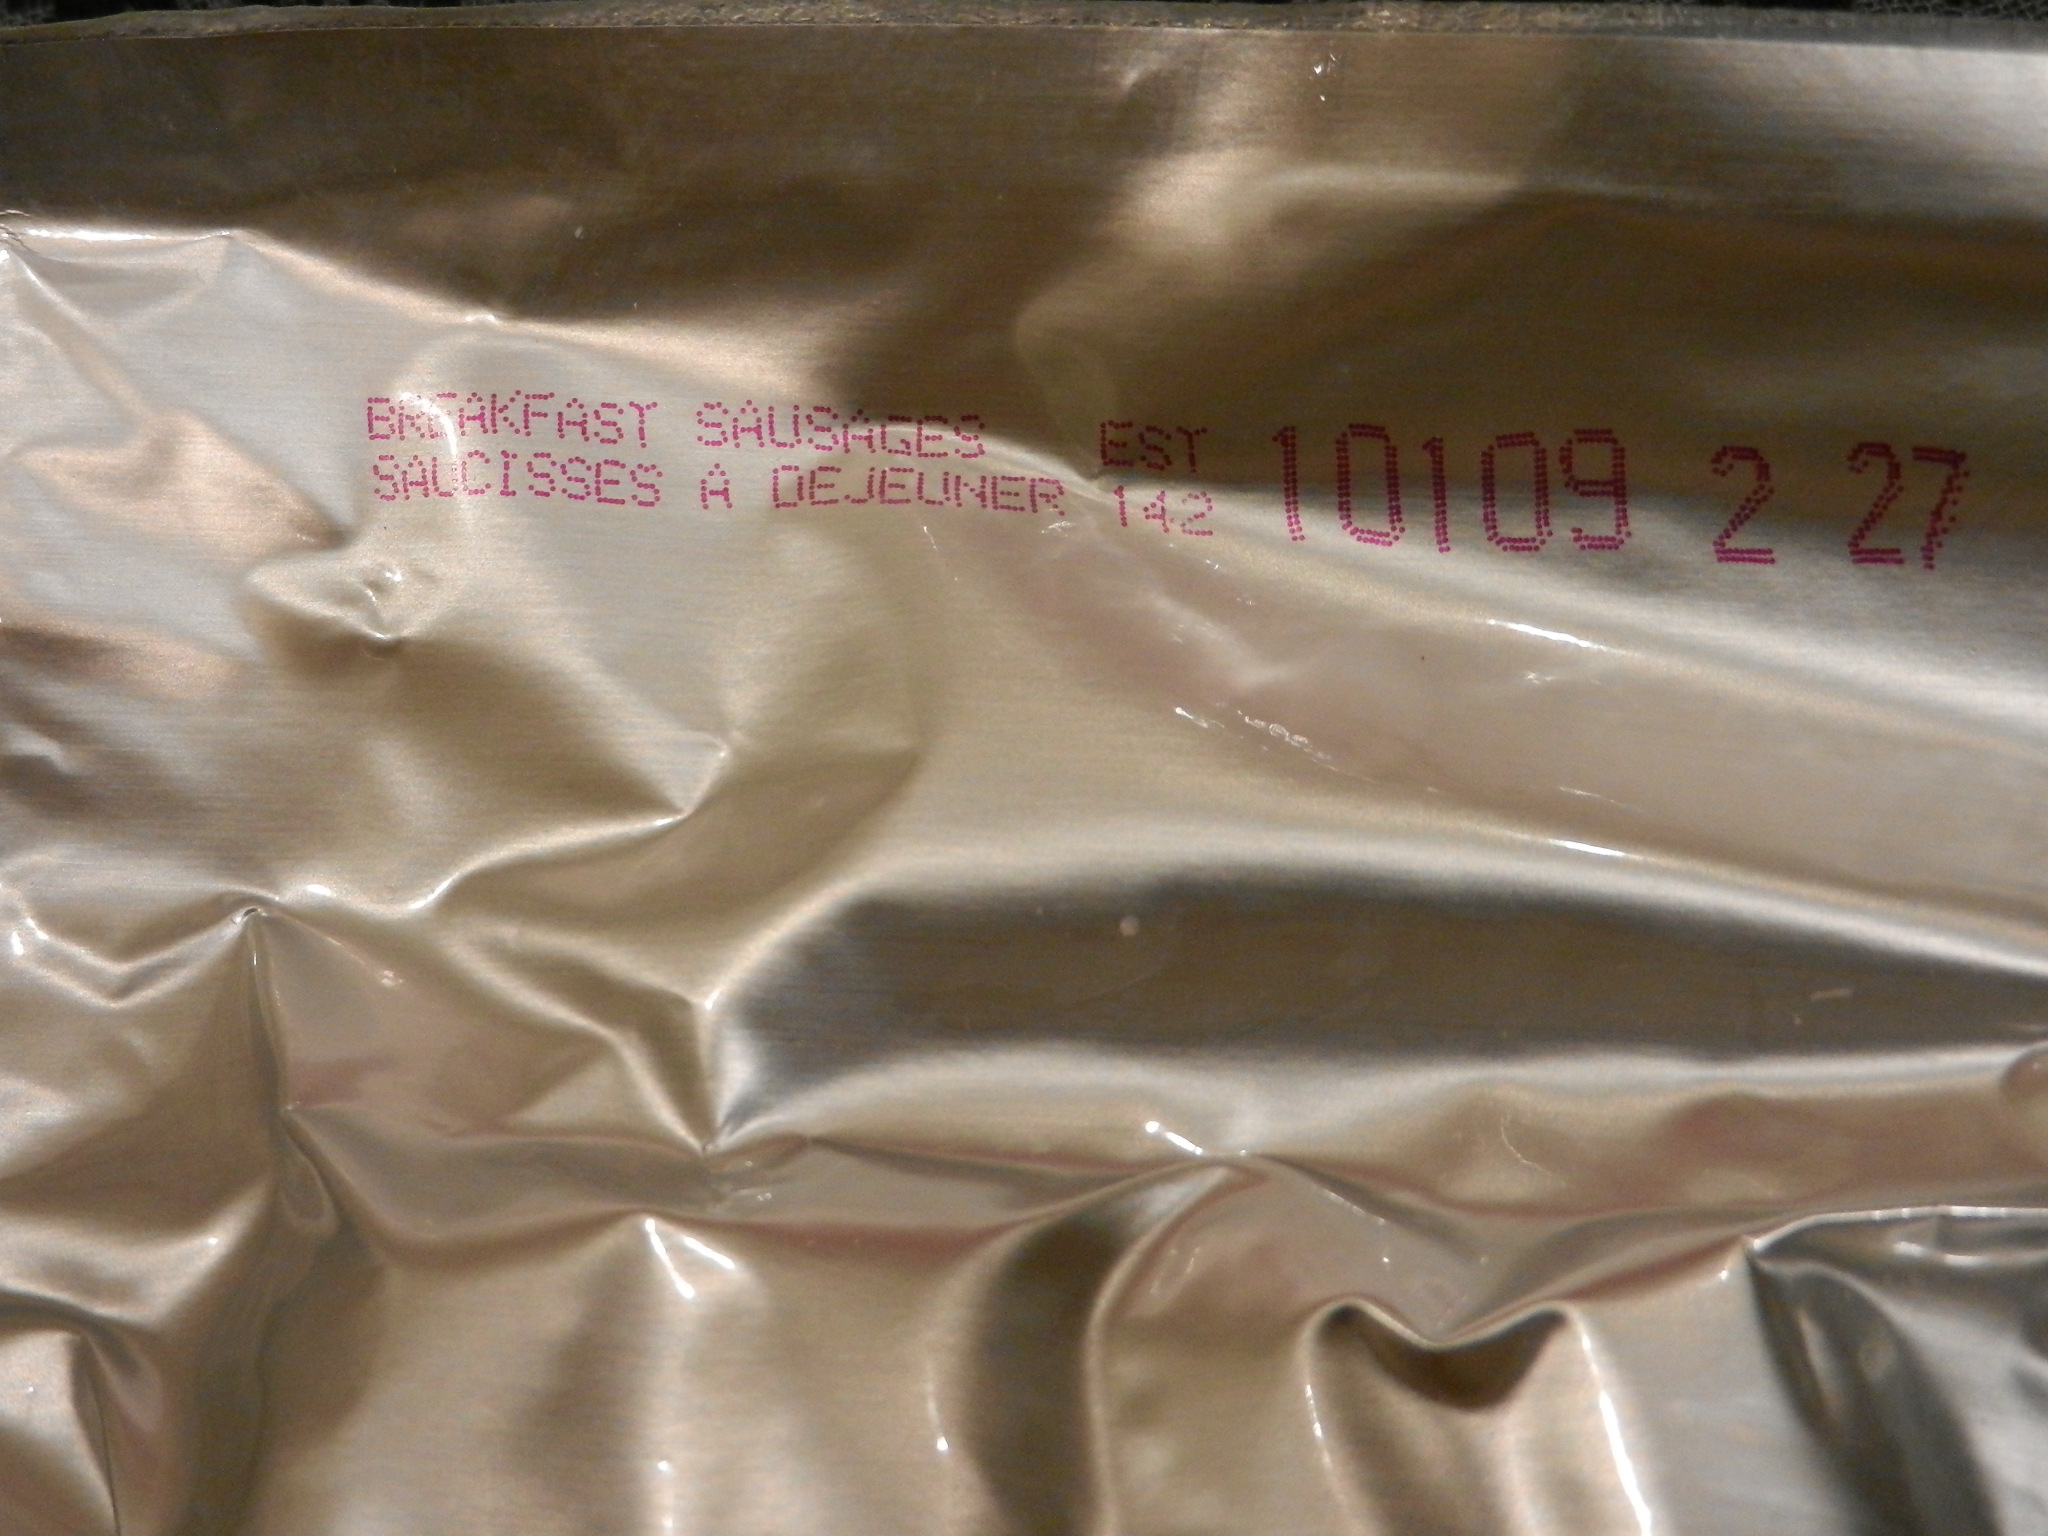 BREAKFAST SAUSAGES EST 10109 2 27
SAUCISSES A DEJEUNER 142